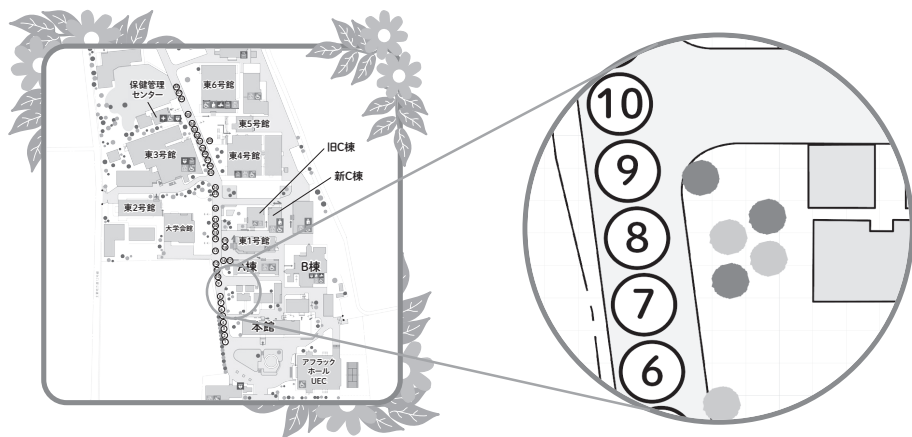 保健管理
センター
東6号館
東5号館
東3号館
東4号館
旧C棟
新C棟
東2号館
大学会館
東1号館
A棟
B棟
本館
アフラック
ホール
UEC
10
9
8
7
6